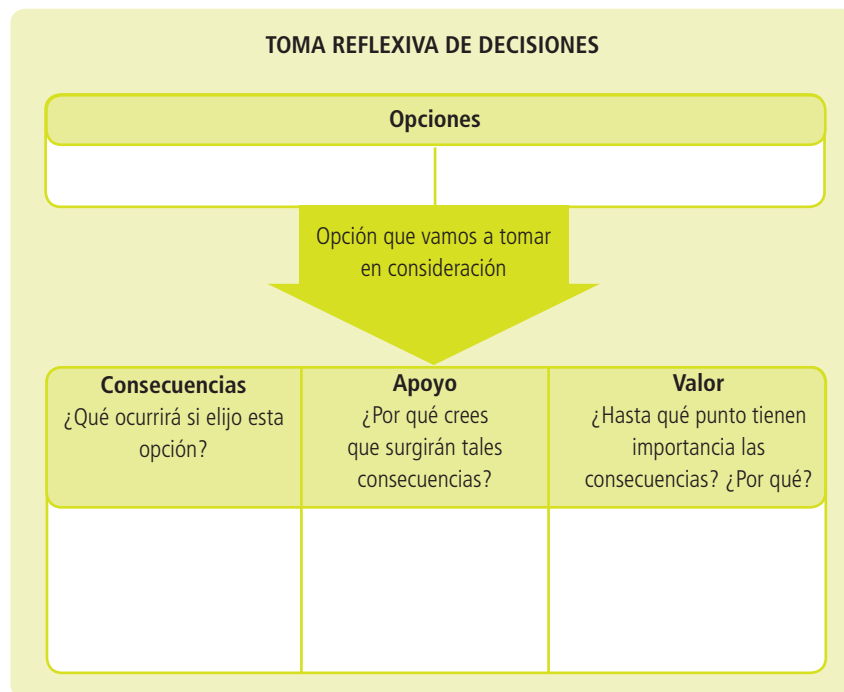 TOMA REFLEXIVA DE DECISIONES
Opciones
Opción que vamos a tomar
en consideración
Consecuencias
¿Qué ocurrirá si elijo esta
opción?
Apoyo
¿Por qué crees
que surgirán tales
consecuencias?
Valor
¿Hasta qué punto tienen
importancia las
consecuencias? ¿Por qué?